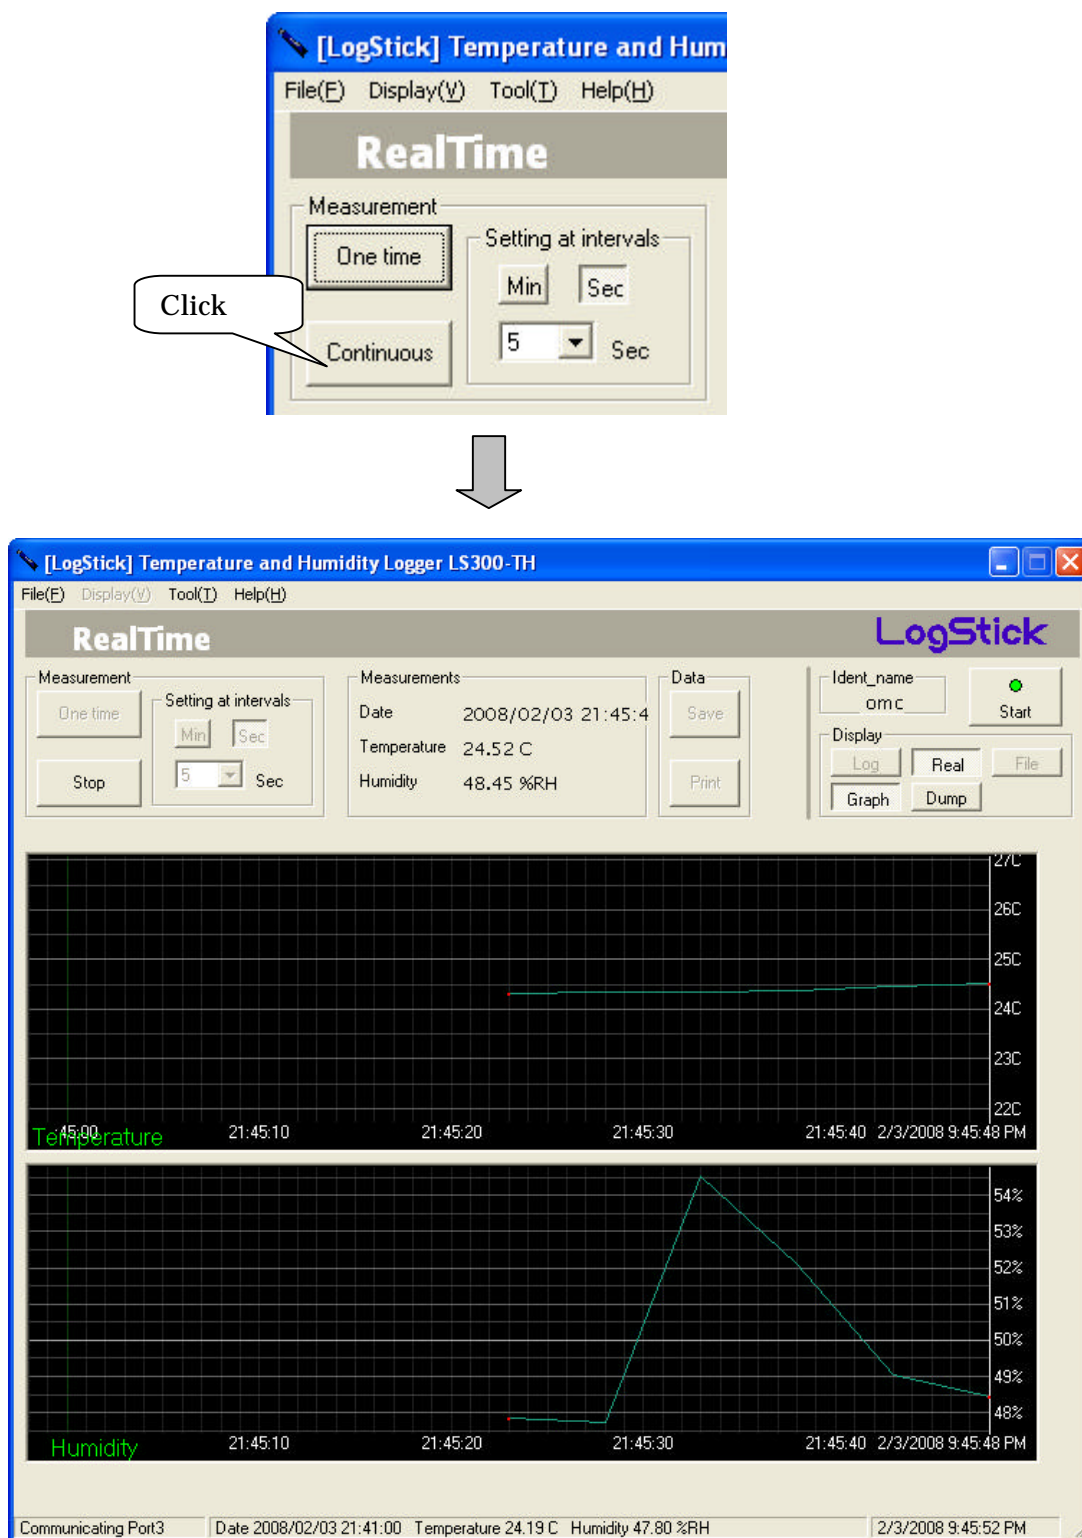 [LogStick] Temperature and Hum
File(F) Display(V) Tool(T) Help(H)
RealTime
Measurement
One time
Setting at intervals
Min Sec
Click
Continuous
5 Sec
[LogStick] Temperature and Humidity Logger LS300-TH
File(F) Display(V) Tool(T) Help(H)
RealTime
LogStick
Measurement
One time
Setting at intervals
Min Sec
Stop
5 Sec
Measurements
Date 2008/02/03 21:45:4
Temperature 24.52 C
Humidity 48.45 %RH
Data
Save
Print
Ident_name
omc
Start
Display
Log Real File
Graph Dump
27C
26C
25C
24C
23C
22C
:45:00 21:45:10 21:45:20 21:45:30 21:45:40 2/3/2008 9:45:48 PM
Temperature
54%
53%
52%
51%
50%
49%
48%
Humidity 21:45:10 21:45:20 21:45:30 21:45:40 2/3/2008 9:45:48 PM
Communicating Port3 Date 2008/02/03 21:41:00 Temperature 24.19 C Humidity 47.80 %RH 2/3/2008 9:45:52 PM